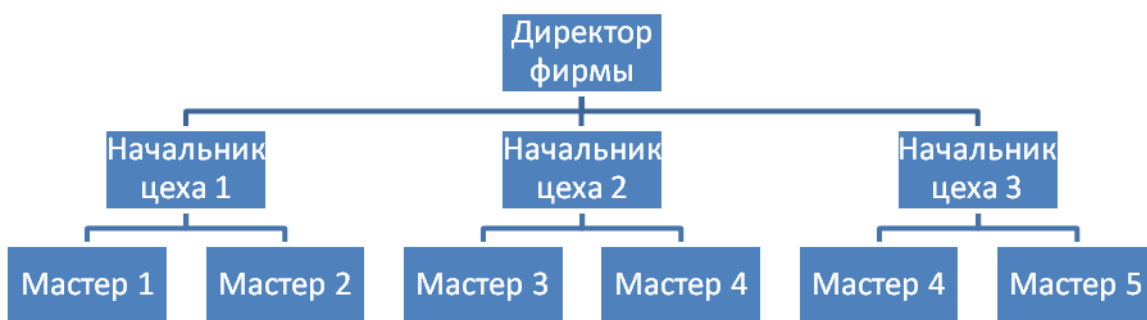 Директор
фирмы
Начальник
цеха 1
Начальник
цеха 2
Начальник
цеха 3
Мастер 1
Мастер 2
Мастер 3
Мастер 4
Мастер 4
Мастер 5